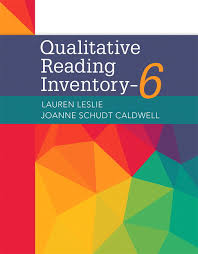 Qualitative
Reading
Inventory-6
LAUREN LESLIE
JOANNE SCHUDT CALDWELL